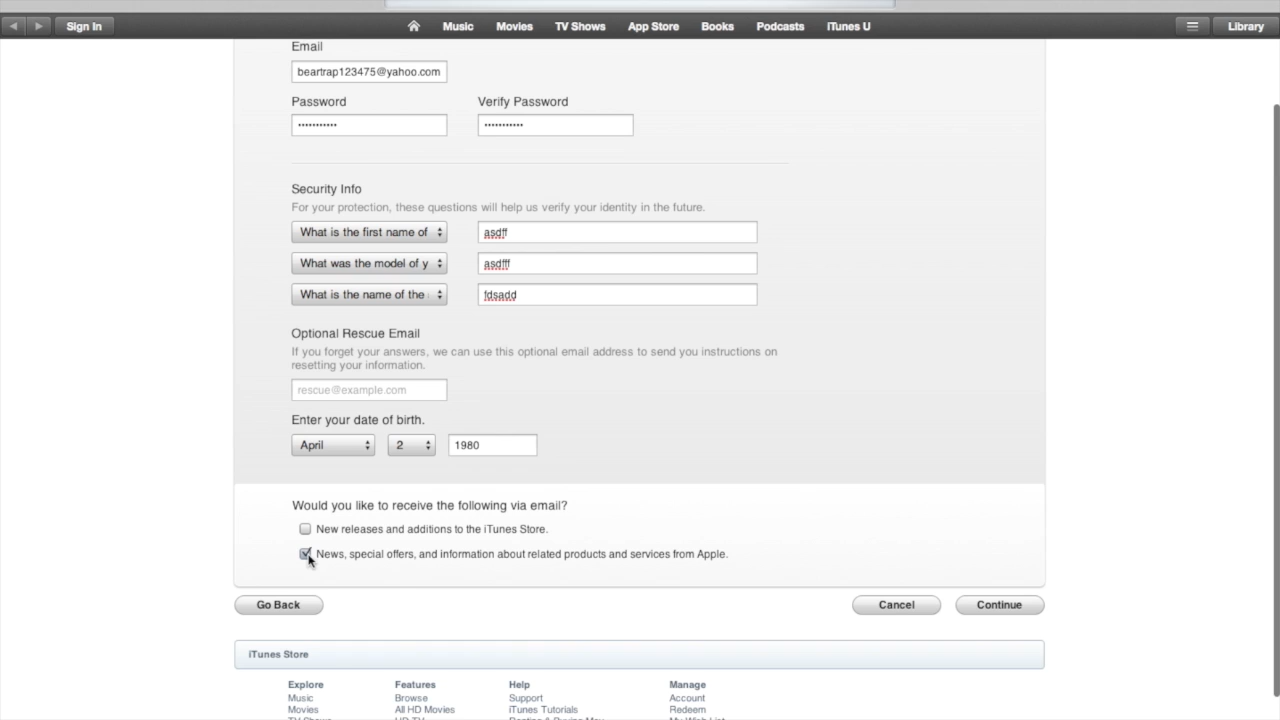 Sign In Music Movies TV Shows App Store Books Podcasts iTunes U Library
Email
beartrap123475@yahoo.com
Password Verify Password
••••••••••• •••••••••••
Security Info
For your protection, these questions will help us verify your identity in the future.
What is the first name of asdff
What was the model of y asdfff
What is the name of the fdsadd
Optional Rescue Email
If you forget your answers, we can use this optional email address to send you instructions on
resetting your information.
rescue@example.com
Enter your date of birth.
April 2 1980
Would you like to receive the following via email?
New releases and additions to the iTunes Store.
News, special offers, and information about related products and services from Apple.
Go Back Cancel Continue
iTunes Store
Explore Features Help Manage
Music Browse Support Account
Movies All HD Movies iTunes Tutorials Redeem